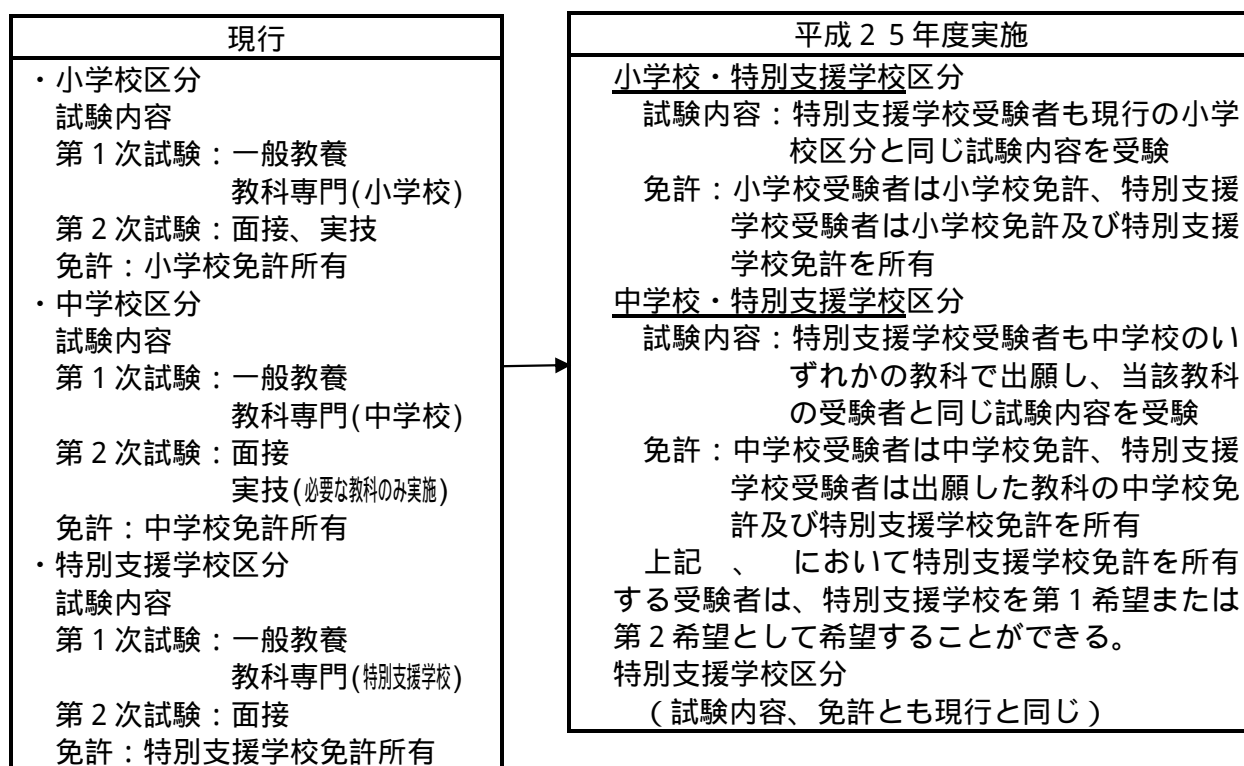 現行
・小学校区分
試験内容
第1次試験：一般教養
教科専門(小学校)
第2次試験：面接、実技
免許：小学校免許所有
・中学校区分
試験内容
第1次試験：一般教養
教科専門(中学校)
第2次試験：面接
実技(必要な教科のみ実施)
免許：中学校免許所有
・特別支援学校区分
試験内容
第1次試験：一般教養
教科専門(特別支援学校)
第2次試験：面接
免許：特別支援学校免許所有
平成25年度実施
小学校・特別支援学校区分
試験内容：特別支援学校受験者も現行の小学
校区分と同じ試験内容を受験
免許：小学校受験者は小学校免許、特別支援
学校受験者は小学校免許及び特別支援
学校免許を所有
中学校・特別支援学校区分
試験内容：特別支援学校受験者も中学校のい
ずれかの教科で出願し、当該教科
の受験者と同じ試験内容を受験
免許：中学校受験者は中学校免許、特別支援
学校受験者は出願した教科の中学校免
許及び特別支援学校免許を所有
上記　、　において特別支援学校免許を所有
する受験者は、特別支援学校を第1希望または
第2希望として希望することができる。
特別支援学校区分
（試験内容、免許とも現行と同じ）